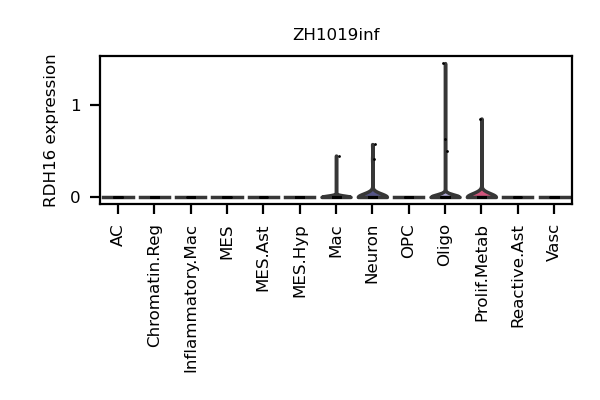 ZH1019inf
RDH16 expression
1
0
AC
Chromatin.Reg
Inflammatory.Mac
MES
MES.Ast
MES.Hyp
Mac
Neuron
OPC
Oligo
Prolif.Metab
Reactive.Ast
Vasc